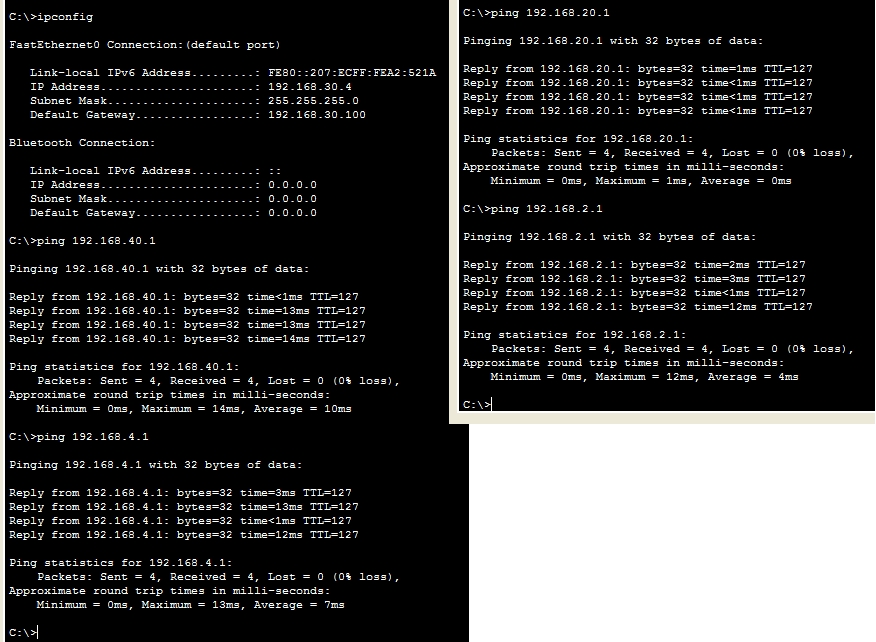 C:\>ipconfig
FastEthernet0 Connection:(default port)
Link-local IPv6 Address.........: FE80::207:ECFF:FEA2:521A
IP Address......................: 192.168.30.4
Subnet Mask.....................: 255.255.255.0
Default Gateway.................: 192.168.30.100
Bluetooth Connection:
Link-local IPv6 Address.........: ::
IP Address......................: 0.0.0.0
Subnet Mask.....................: 0.0.0.0
Default Gateway.................: 0.0.0.0
C:\>ping 192.168.40.1
Pinging 192.168.40.1 with 32 bytes of data:
Reply from 192.168.40.1: bytes=32 time<1ms TTL=127
Reply from 192.168.40.1: bytes=32 time=13ms TTL=127
Reply from 192.168.40.1: bytes=32 time=13ms TTL=127
Reply from 192.168.40.1: bytes=32 time=14ms TTL=127
Ping statistics for 192.168.40.1:
Packets: Sent = 4, Received = 4, Lost = 0 (0% loss),
Approximate round trip times in milli-seconds:
Minimum = 0ms, Maximum = 14ms, Average = 10ms
C:\>ping 192.168.4.1
Pinging 192.168.4.1 with 32 bytes of data:
Reply from 192.168.4.1: bytes=32 time=3ms TTL=127
Reply from 192.168.4.1: bytes=32 time=13ms TTL=127
Reply from 192.168.4.1: bytes=32 time<1ms TTL=127
Reply from 192.168.4.1: bytes=32 time=12ms TTL=127
Ping statistics for 192.168.4.1:
Packets: Sent = 4, Received = 4, Lost = 0 (0% loss),
Approximate round trip times in milli-seconds:
Minimum = 0ms, Maximum = 13ms, Average = 7ms
C:\>
C:\>ping 192.168.20.1
Pinging 192.168.20.1 with 32 bytes of data:
Reply from 192.168.20.1: bytes=32 time=1ms TTL=127
Reply from 192.168.20.1: bytes=32 time<1ms TTL=127
Reply from 192.168.20.1: bytes=32 time<1ms TTL=127
Reply from 192.168.20.1: bytes=32 time<1ms TTL=127
Ping statistics for 192.168.20.1:
Packets: Sent = 4, Received = 4, Lost = 0 (0% loss),
Approximate round trip times in milli-seconds:
Minimum = 0ms, Maximum = 1ms, Average = 0ms
C:\>ping 192.168.2.1
Pinging 192.168.2.1 with 32 bytes of data:
Reply from 192.168.2.1: bytes=32 time=2ms TTL=127
Reply from 192.168.2.1: bytes=32 time=3ms TTL=127
Reply from 192.168.2.1: bytes=32 time<1ms TTL=127
Reply from 192.168.2.1: bytes=32 time=12ms TTL=127
Ping statistics for 192.168.2.1:
Packets: Sent = 4, Received = 4, Lost = 0 (0% loss),
Approximate round trip times in milli-seconds:
Minimum = 0ms, Maximum = 12ms, Average = 4ms
C:\>